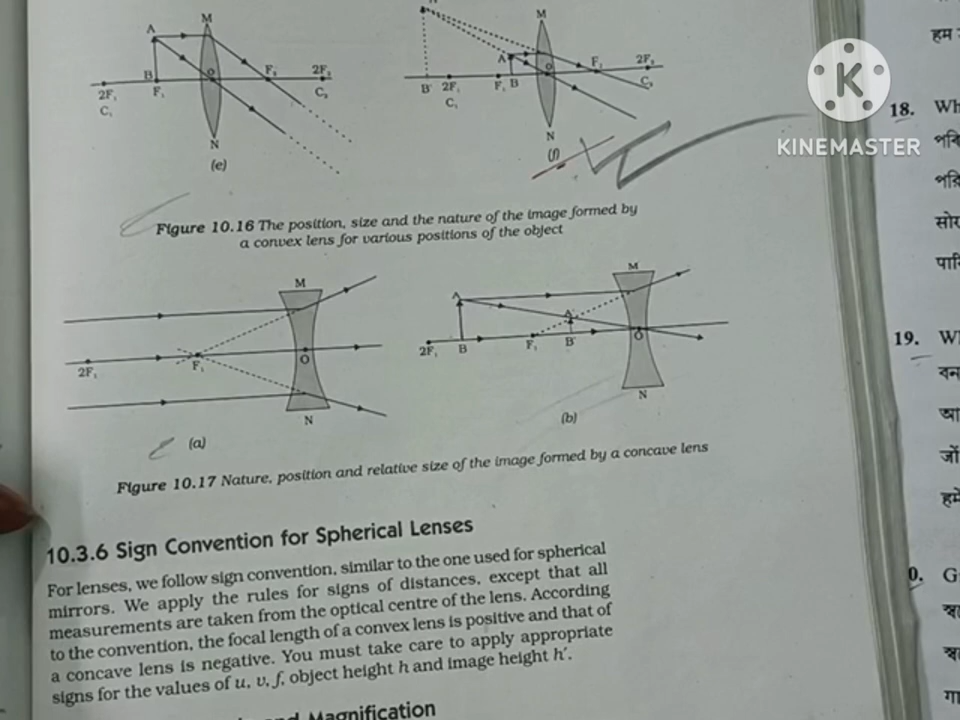 A
M
B
O
F₂
2F₂
2F₁
F₁
C₁
C₂
N
(e)
M
A
O
F₂
2F₂
B'
2F₁
F₁
B
C₁
C₂
N
(f)
Figure 10.16 The position, size and the nature of the image formed by
a convex lens for various positions of the object
M
2F₁
F₁
O
N
(a)
M
A
A'
2F₁
B
F₁
B'
O
N
(b)
Figure 10.17 Nature, position and relative size of the image formed by a concave lens
10.3.6 Sign Convention for Spherical Lenses
For lenses, we follow sign convention, similar to the one used for spherical
mirrors. We apply the rules for signs of distances, except that all
measurements are taken from the optical centre of the lens. According
to the convention, the focal length of a convex lens is positive and that of
a concave lens is negative. You must take care to apply appropriate
signs for the values of u, v, f, object height h and image height h'.
and Magnification
KINEMASTER
हम
18. Wh
परि
सोर
19. Wh
जों
हमें
0. G